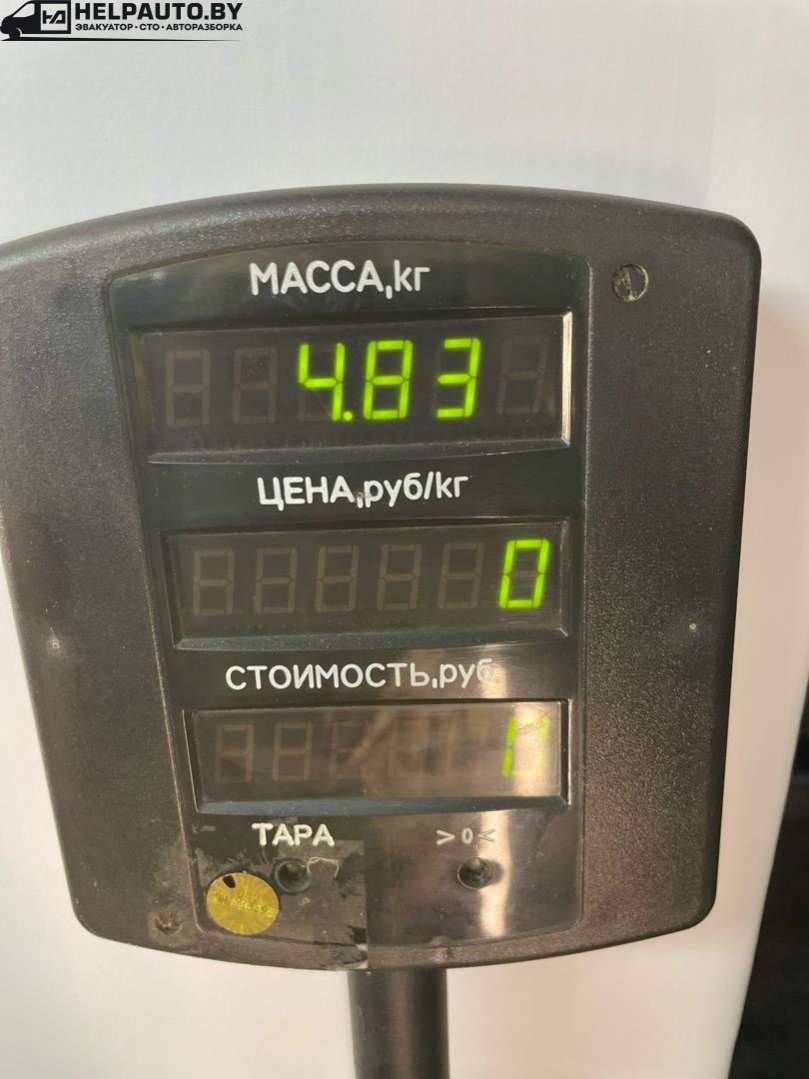 HELPAUTO.BY
ЭВАКУАТОР · СТО · АВТОРАЗБОРКА
МАССА,кг
4.83
ЦЕНА,руб/кг
0
СТОИМОСТЬ,руб
0
ТАРА >0<